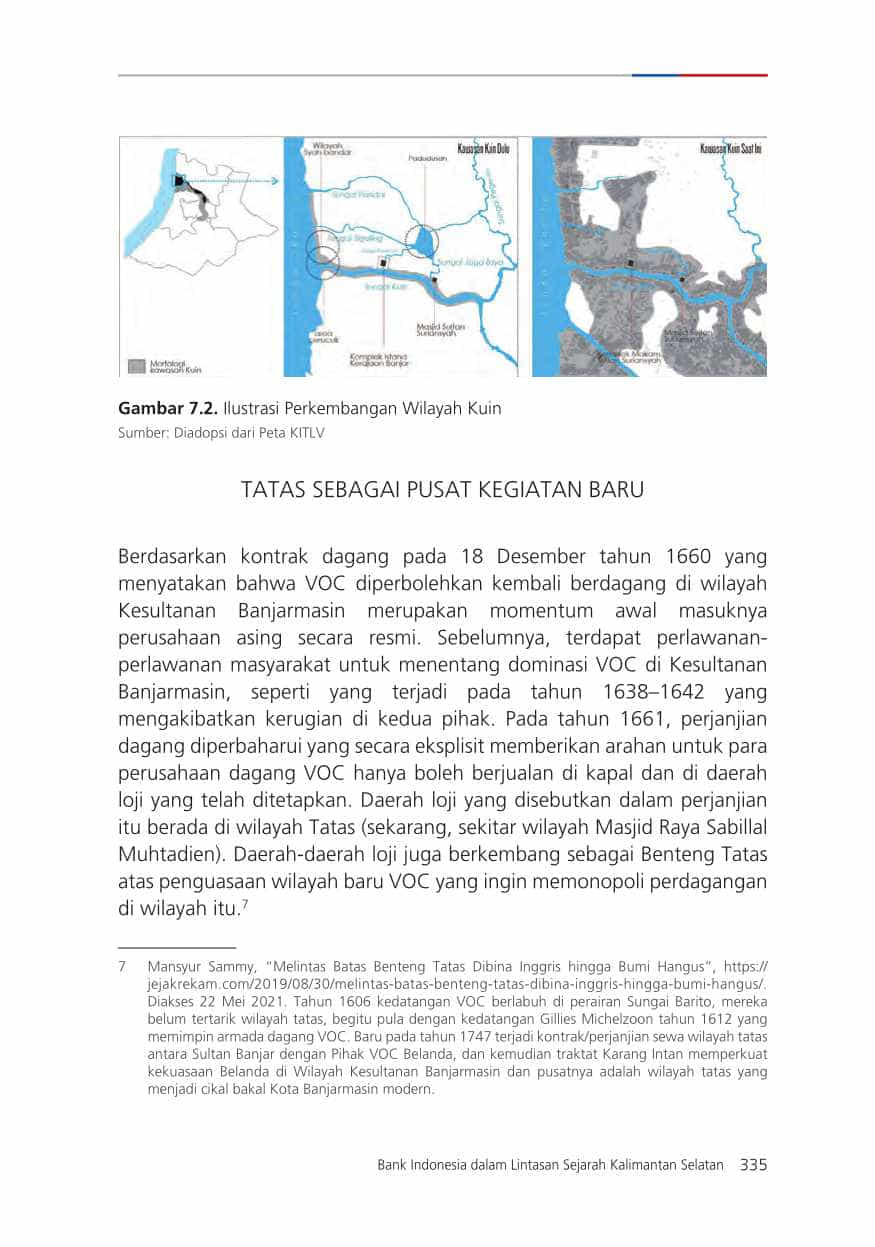 Wilayah
Syahbandar
Kawasan Kuin Dulu
Padudusan
Sungai Pandai
Sungai Jaga Baya
Sungai Kuin
Masjid Sultan
Suriansyah
Komplek Istana
Kerajaan Banjar
Morfologi
kawasan Kuin
Kawasan Kuin Saat Ini
Masjid Sultan
Komplek Makam
Gambar 7.2. Ilustrasi Perkembangan Wilayah Kuin
Sumber: Diadopsi dari Peta KITLV
TATAS SEBAGAI PUSAT KEGIATAN BARU
Berdasarkan kontrak dagang pada 18 Desember tahun 1660 yang
menyatakan bahwa VOC diperbolehkan kembali berdagang di wilayah
Kesultanan Banjarmasin merupakan momentum awal masuknya
perusahaan asing secara resmi. Sebelumnya, terdapat perlawanan-
perlawanan masyarakat untuk menentang dominasi VOC di Kesultanan
Banjarmasin, seperti yang terjadi pada tahun 1638–1642 yang
mengakibatkan kerugian di kedua pihak. Pada tahun 1661, perjanjian
dagang diperbaharui yang secara eksplisit memberikan arahan untuk para
perusahaan dagang VOC hanya boleh berjualan di kapal dan di daerah
loji yang telah ditetapkan. Daerah loji yang disebutkan dalam perjanjian
itu berada di wilayah Tatas (sekarang, sekitar wilayah Masjid Raya Sabillal
Muhtadien). Daerah-daerah loji juga berkembang sebagai Benteng Tatas
atas penguasaan wilayah baru VOC yang ingin memonopoli perdagangan
di wilayah itu.7
7 Mansyur Sammy, “Melintas Batas Benteng Tatas Dibina Inggris hingga Bumi Hangus”, https://
jejakrekam.com/2019/08/30/melintas-batas-benteng-tatas-dibina-inggris-hingga-bumi-hangus/.
Diakses 22 Mei 2021. Tahun 1606 kedatangan VOC berlabuh di perairan Sungai Barito, mereka
belum tertarik wilayah tatas, begitu pula dengan kedatangan Gillies Michelzoon tahun 1612 yang
memimpin armada dagang VOC. Baru pada tahun 1747 terjadi kontrak/perjanjian sewa wilayah tatas
antara Sultan Banjar dengan Pihak VOC Belanda, dan kemudian traktat Karang Intan memperkuat
kekuasaan Belanda di Wilayah Kesultanan Banjarmasin dan pusatnya adalah wilayah tatas yang
menjadi cikal bakal Kota Banjarmasin modern.
Bank Indonesia dalam Lintasan Sejarah Kalimantan Selatan 335